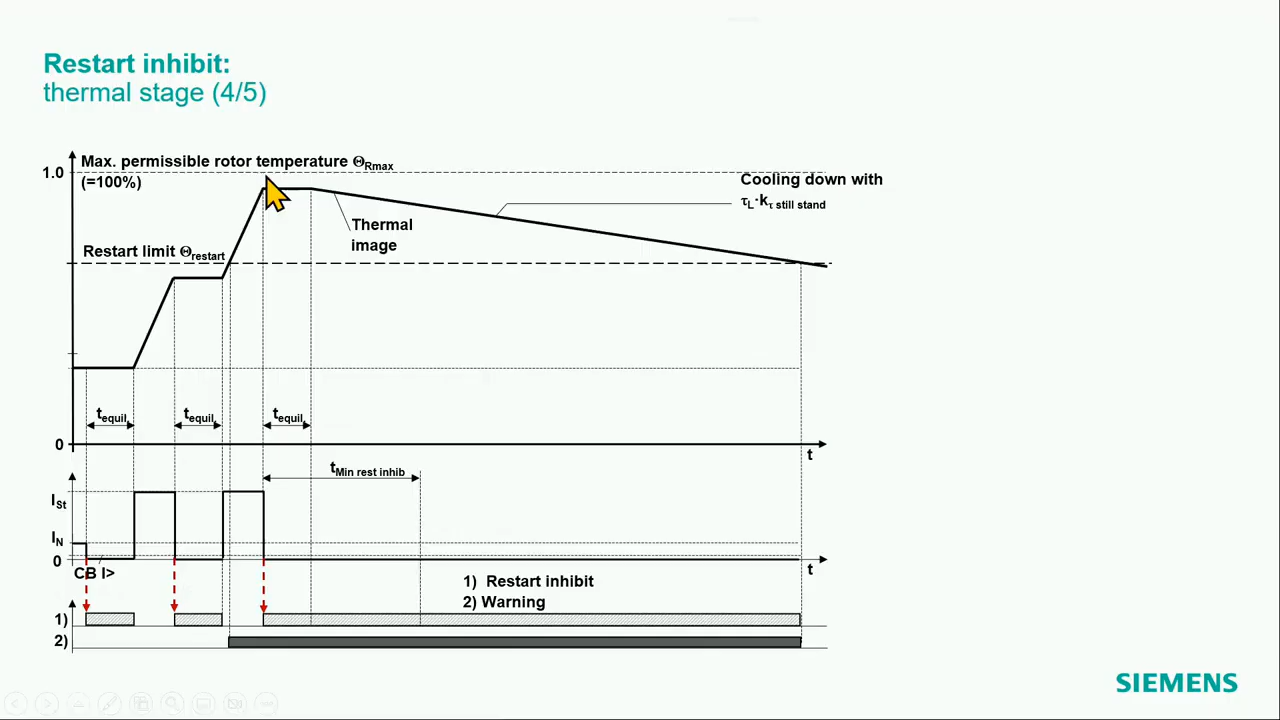 Restart inhibit:
thermal stage (4/5)
1.0
Max. permissible rotor temperature ΘRmax
(=100%)
Cooling down with
τL·kτ still stand
Thermal
image
Restart limit Θrestart
tequil.
tequil.
tequil.
0
t
tMin rest inhib
ISt
IN
0
t
CB I>
1) Restart inhibit
2) Warning
1)
2)
SIEMENS